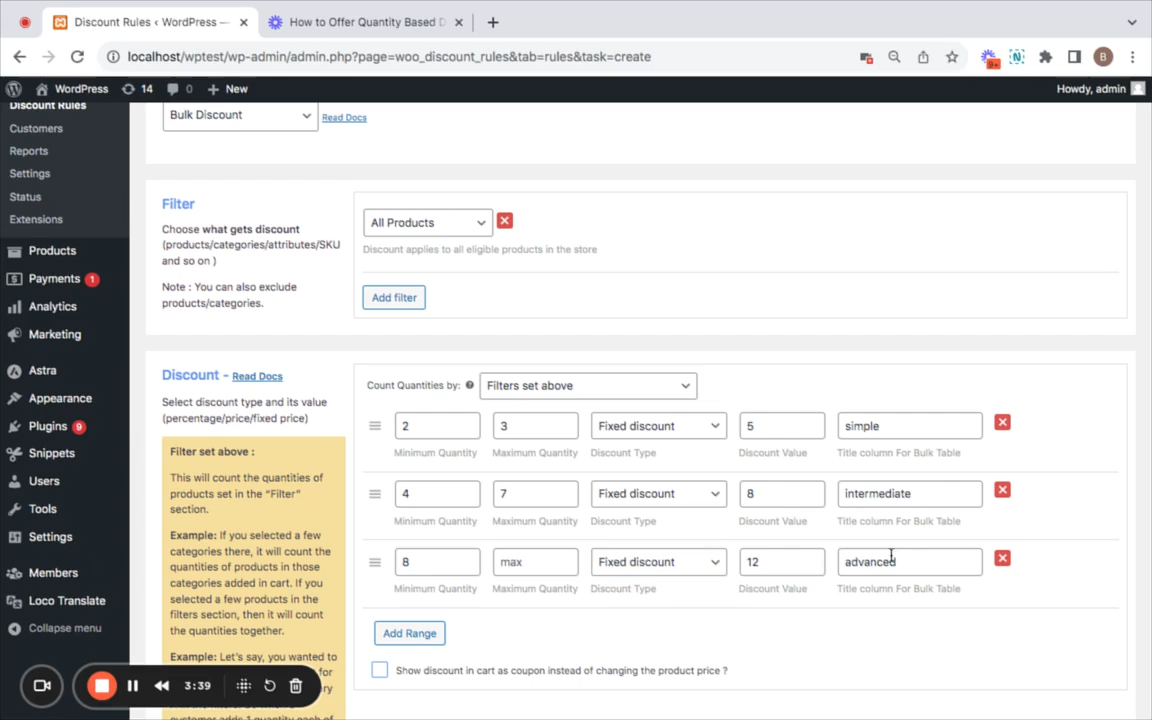 Discount Rules ‹ WordPress —
How to Offer Quantity Based D
localhost/wptest/wp-admin/admin.php?page=woo_discount_rules&tab=rules&task=create
9+
N
B
WordPress
14
0
New
Howdy, admin
Discount Rules
Customers
Reports
Settings
Status
Extensions
Products
Payments 1
Analytics
Marketing
Astra
Appearance
Plugins 9
Snippets
Users
Tools
Settings
Members
Loco Translate
Collapse menu
Bulk Discount
Read Docs
Filter
Choose what gets discount
(products/categories/attributes/SKU
and so on )
Note : You can also exclude
products/categories.
All Products
Discount applies to all eligible products in the store
Add filter
Discount - Read Docs
Select discount type and its value
(percentage/price/fixed price)
Filter set above :
This will count the quantities of
products set in the “Filter”
section.
Example: If you selected a few
categories there, it will count the
quantities of products in those
categories added in cart. If you
selected a few products in the
filters section, then it will count
the quantities together.
Example: Let’s say, you wanted to
for
ry
customer adds 1 quantity each of
Count Quantities by:
Filters set above
2 3 Fixed discount 5 simple
Minimum Quantity Maximum Quantity Discount Type Discount Value Title column For Bulk Table
4 7 Fixed discount 8 intermediate
Minimum Quantity Maximum Quantity Discount Type Discount Value Title column For Bulk Table
8 max Fixed discount 12 advanced
Minimum Quantity Maximum Quantity Discount Type Discount Value Title column For Bulk Table
Add Range
Show discount in cart as coupon instead of changing the product price ?
3:39